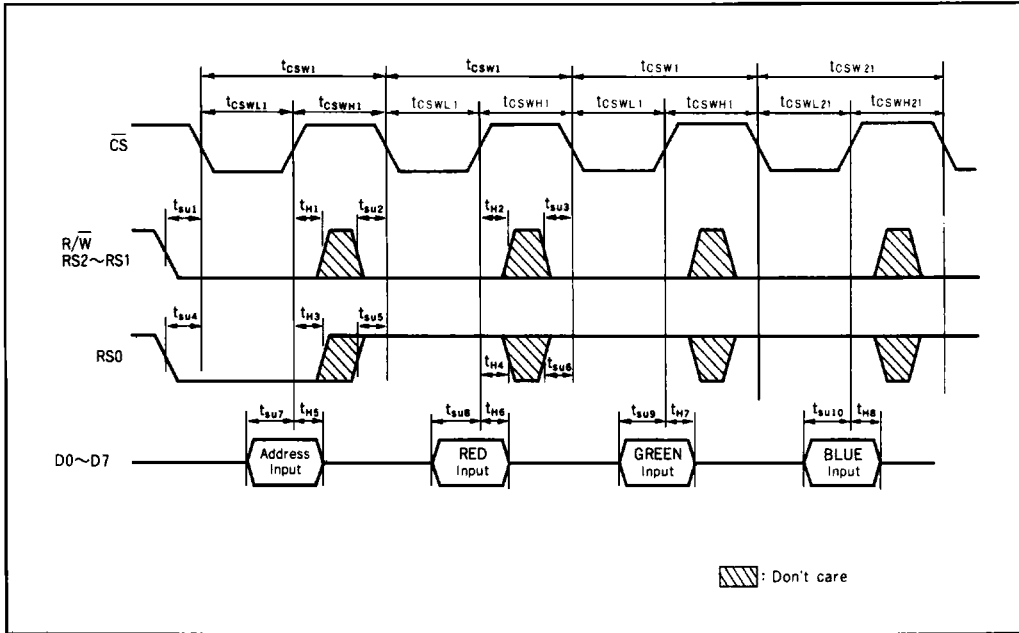 tCSW1 tCSW1 tCSW1 tCSW21
tCSWL1 tCSWH1 tCSWL1 tCSWH1 tCSWL1 tCSWH1 tCSWL21 tCSWH21
CS
tsu1 tH1 tsu2 tH2 tsu3
R/W
RS2~RS1
tsu4 tH3 tsu5
RS0
tH4 tsu6
tsu7 tH5 tsu8 tH6 tsu9 tH7 tsu10 tH8
D0~D7
Address
Input
RED
Input
GREEN
Input
BLUE
Input
: Don't care